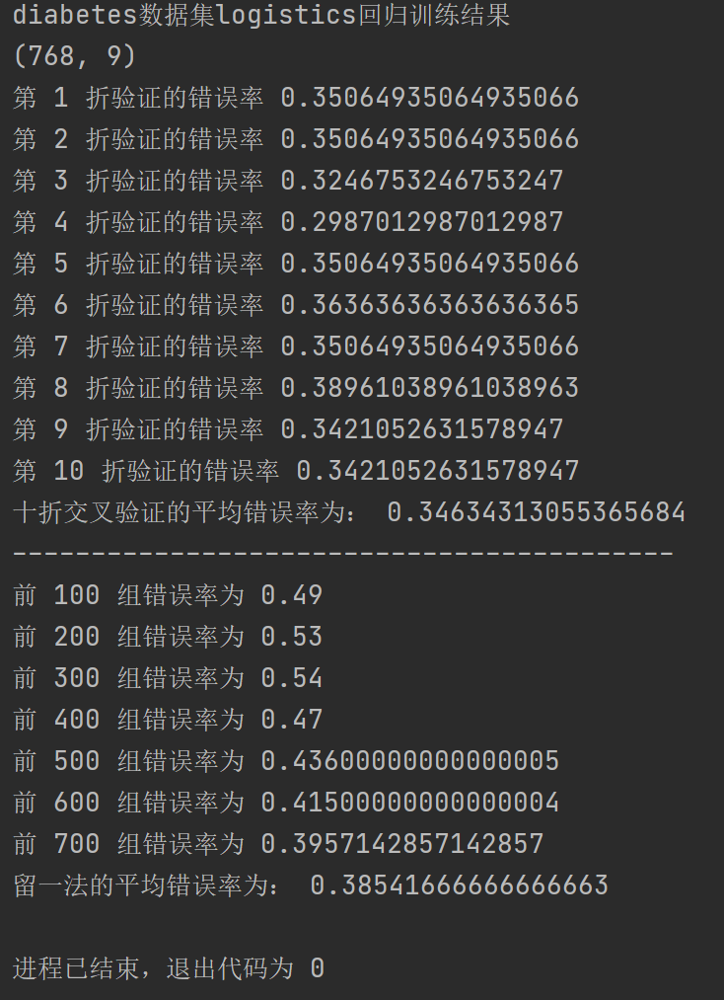 diabetes数据集logistics回归训练结果
(768, 9)
第 1 折验证的错误率 0.35064935064935066
第 2 折验证的错误率 0.35064935064935066
第 3 折验证的错误率 0.3246753246753247
第 4 折验证的错误率 0.2987012987012987
第 5 折验证的错误率 0.35064935064935066
第 6 折验证的错误率 0.36363636363636365
第 7 折验证的错误率 0.35064935064935066
第 8 折验证的错误率 0.38961038961038963
第 9 折验证的错误率 0.3421052631578947
第 10 折验证的错误率 0.3421052631578947
十折交叉验证的平均错误率为： 0.34634313055365684
------------------------------------------
前 100 组错误率为 0.49
前 200 组错误率为 0.53
前 300 组错误率为 0.54
前 400 组错误率为 0.47
前 500 组错误率为 0.43600000000000005
前 600 组错误率为 0.41500000000000004
前 700 组错误率为 0.3957142857142857
留一法的平均错误率为： 0.38541666666666663
进程已结束，退出代码为 0